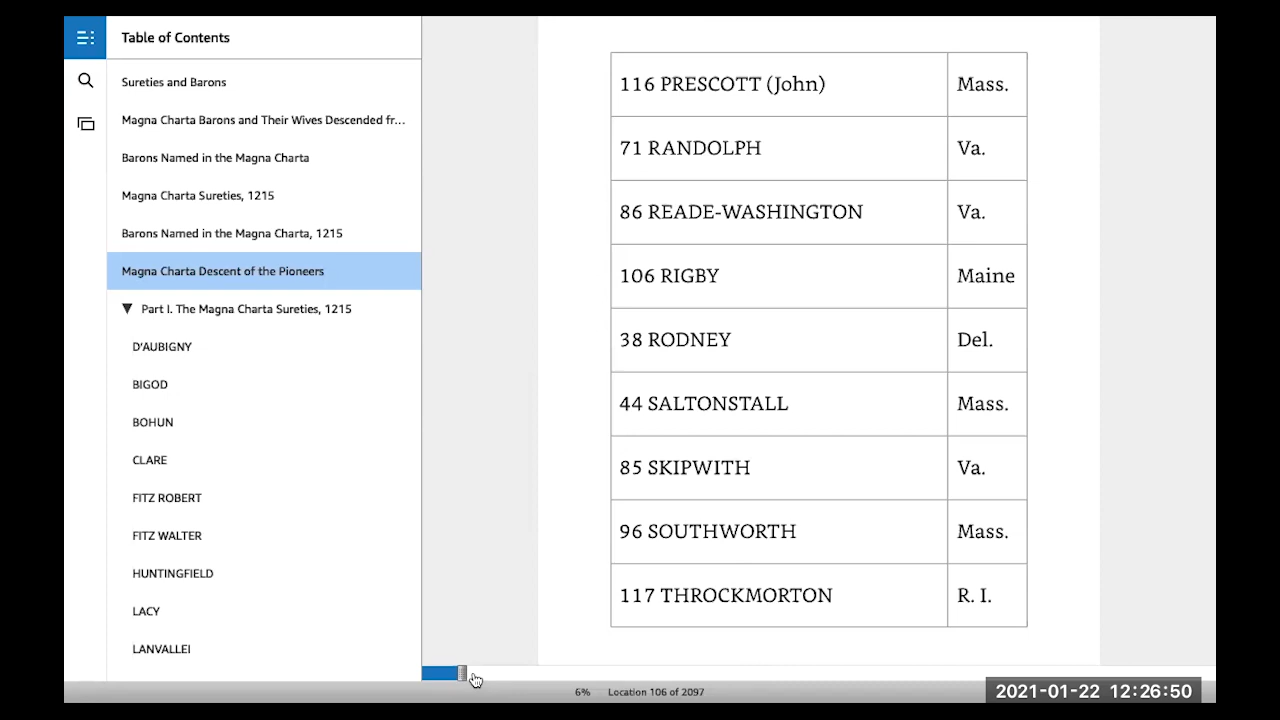 Table of Contents
Sureties and Barons
Magna Charta Barons and Their Wives Descended fr...
Barons Named in the Magna Charta
Magna Charta Sureties, 1215
Barons Named in the Magna Charta, 1215
Magna Charta Descent of the Pioneers
▼ Part I. The Magna Charta Sureties, 1215
D'AUBIGNY
BIGOD
BOHUN
CLARE
FITZ ROBERT
FITZ WALTER
HUNTINGFIELD
LACY
LANVALLEI
116 PRESCOTT (John) Mass.
71 RANDOLPH Va.
86 READE-WASHINGTON Va.
106 RIGBY Maine
38 RODNEY Del.
44 SALTONSTALL Mass.
85 SKIPWITH Va.
96 SOUTHWORTH Mass.
117 THROCKMORTON R. I.
6% Location 106 of 2097
2021-01-22 12:26:50